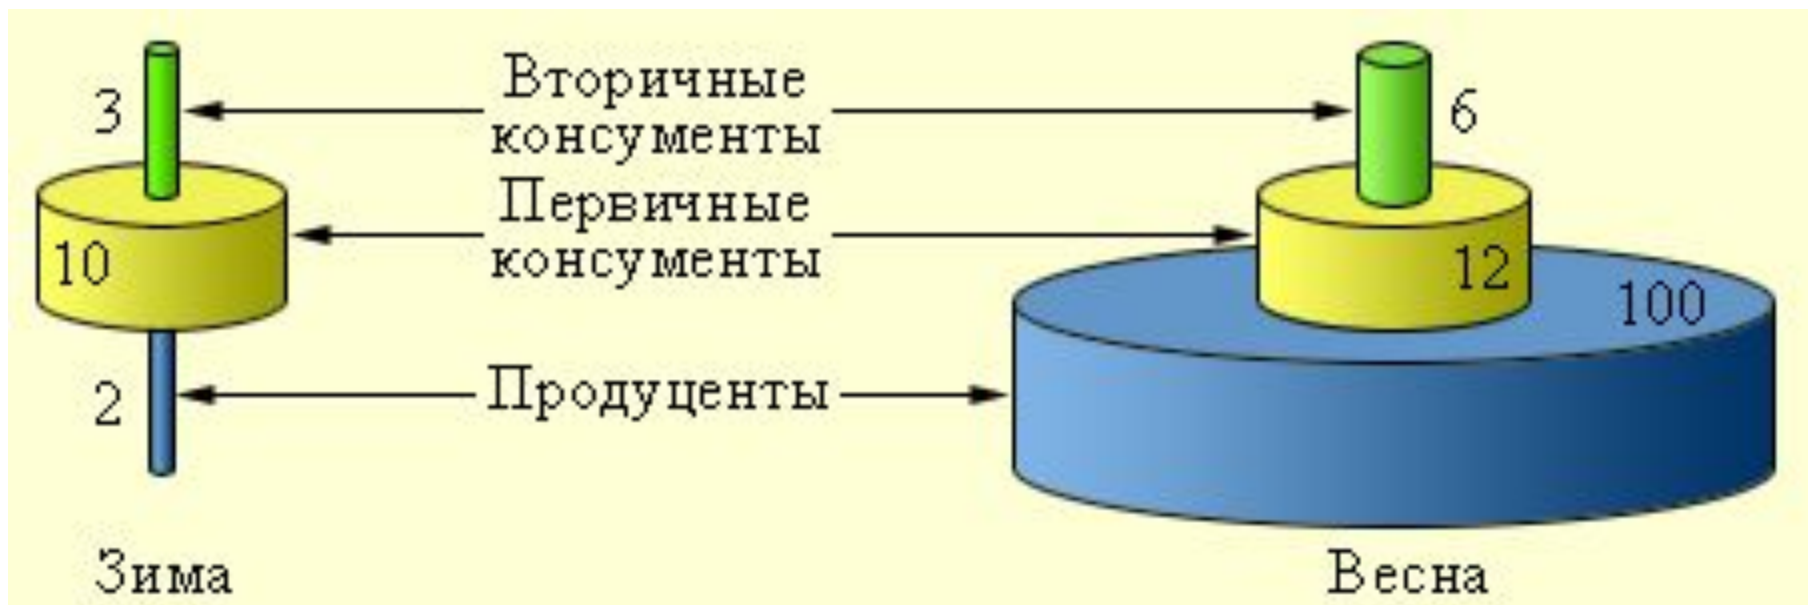 3
Вторичные
консументы
6
Первичные
консументы
10
12
100
Продуценты
2
Зима
Весна